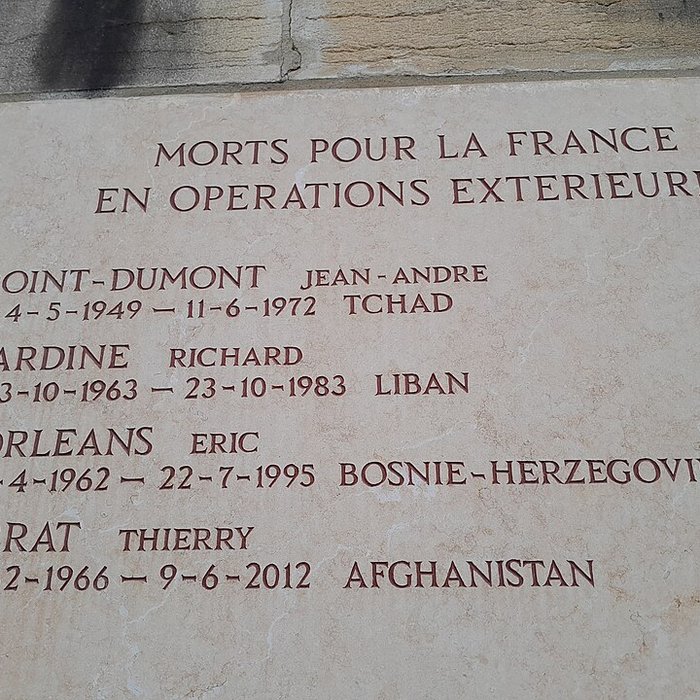 MORTS POUR LA FRANCE
EN OPERATIONS EXTERIEUR
OINT-DUMONT JEAN-ANDRE
4-5-1949 — 11-6-1972 TCHAD
ARDINE RICHARD
3-10-1963 — 23-10-1983 LIBAN
ORLEANS ERIC
-4-1962 — 22-7-1995 BOSNIE-HERZEGOVI
RAT THIERRY
2-1966 — 9-6-2012 AFGHANISTAN